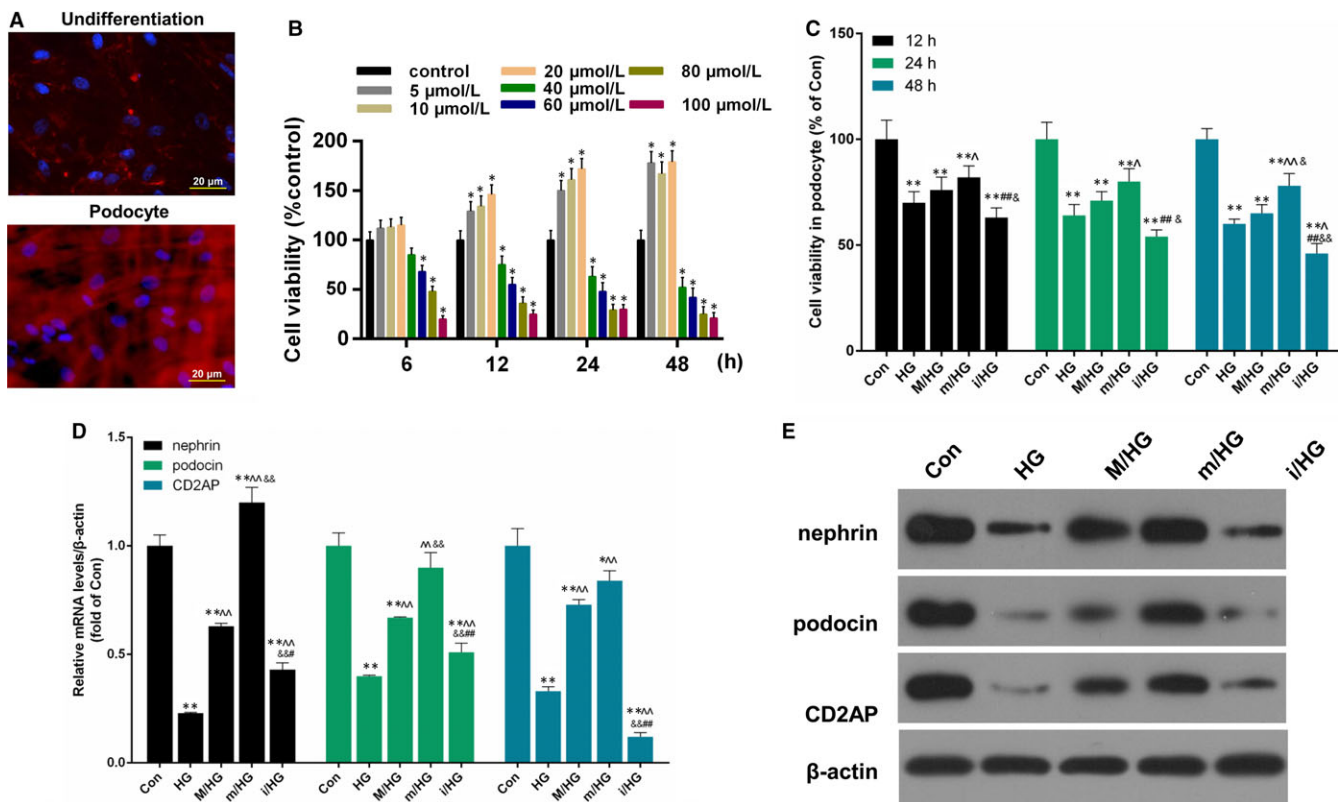 A
Undifferentiation
20 μm
Podocyte
20 μm
B
control
5 μmol/L
10 μmol/L
20 μmol/L
40 μmol/L
60 μmol/L
80 μmol/L
100 μmol/L
Cell viability (%control)
200
150
100
50
0
* * * * * * * * * * * * * * * * * * * * * * * *
6 12 24 48 (h)
C
12 h
24 h
48 h
Cell viability in podocyte (% of Con)
150
100
50
0
** ** **^ **##&
** ** **^ **## &
** ** **^^ & **^
##&&
Con HG M/HG m/HG i/HG Con HG M/HG m/HG i/HG Con HG M/HG m/HG i/HG
D
nephrin
podocin
CD2AP
Relative mRNA levels/β-actin
(fold of Con)
1.5
1.0
0.5
0.0
** **^^ **^^ && **^^
&&#
** **^^ ^^ && **^^
&&##
** **^^ *^^ **^^
&&##
Con HG M/HG m/HG i/HG Con HG M/HG m/HG i/HG Con HG M/HG m/HG i/HG
E
Con HG M/HG m/HG i/HG
nephrin
podocin
CD2AP
β-actin